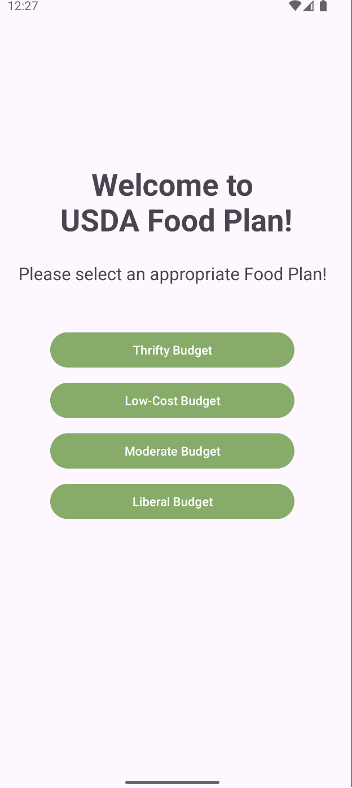 12:27
Welcome to
USDA Food Plan!
Please select an appropriate Food Plan!
Thrifty Budget
Low-Cost Budget
Moderate Budget
Liberal Budget